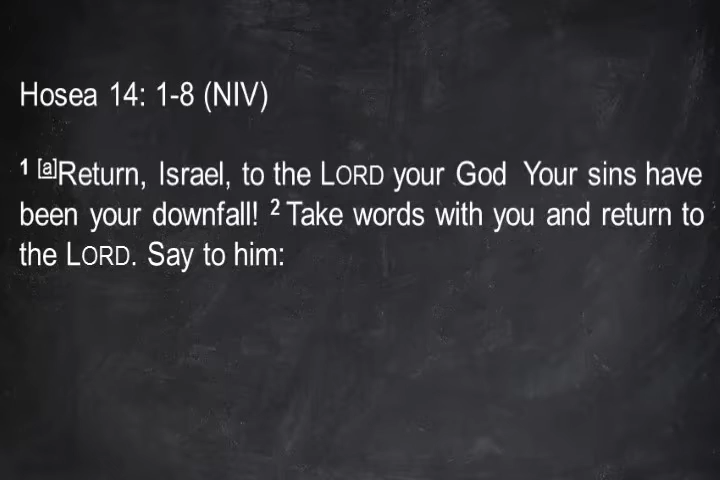 Hosea 14: 1-8 (NIV)
1 [a]Return, Israel, to the LORD your God  Your sins have
been your downfall! 2 Take words with you and return to
the LORD. Say to him: